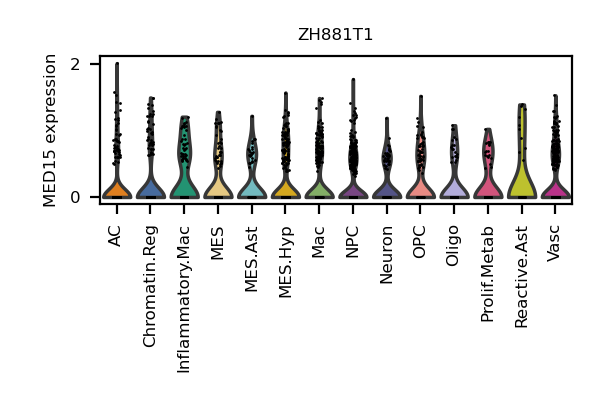 ZH881T1
MED15 expression
2
0
AC
Chromatin.Reg
Inflammatory.Mac
MES
MES.Ast
MES.Hyp
Mac
NPC
Neuron
OPC
Oligo
Prolif.Metab
Reactive.Ast
Vasc